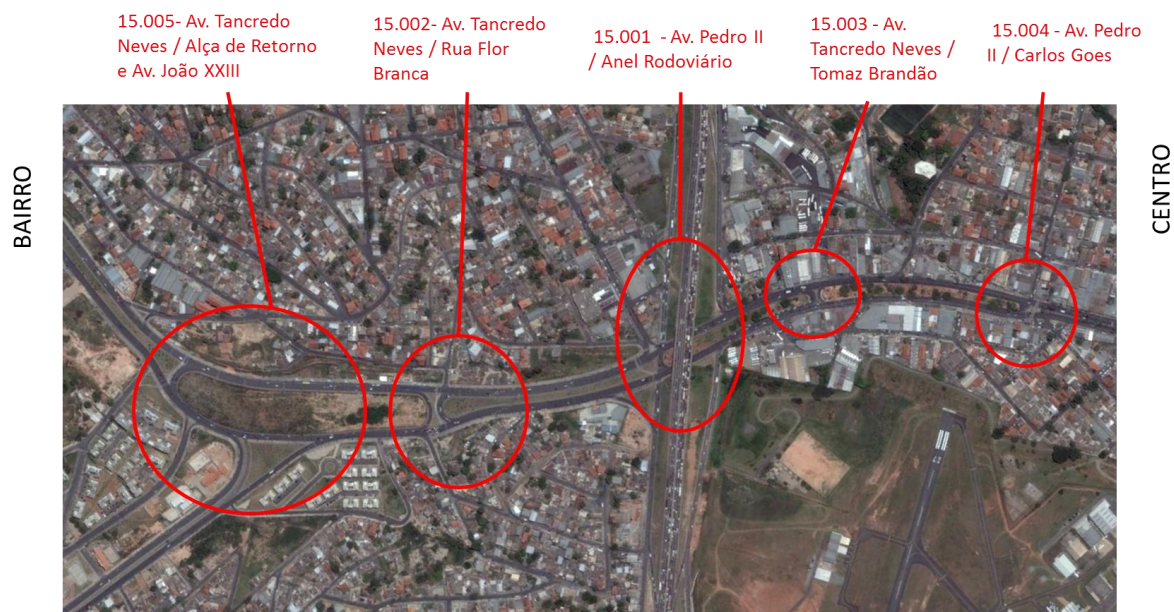 15.005- Av. Tancredo
Neves / Alça de Retorno
e Av. João XXIII
15.002- Av. Tancredo
Neves / Rua Flor
Branca
15.001 - Av. Pedro II
/ Anel Rodoviário
15.003 - Av.
Tancredo Neves /
Tomaz Brandão
15.004 - Av. Pedro
II / Carlos Goes
BAIRRO
CENTRO